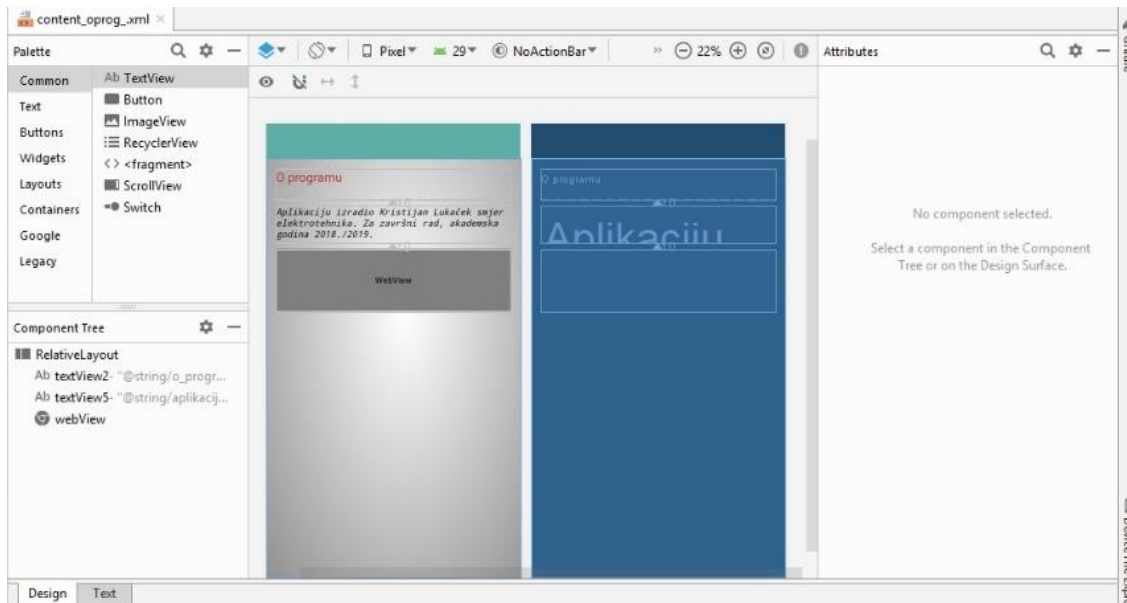 content_oprog_.xml
Palette
Pixel
29
NoActionBar
22%
Attributes
Common
Text
Buttons
Widgets
Layouts
Containers
Google
Legacy
Ab TextView
Button
ImageView
RecyclerView
<fragment>
ScrollView
Switch
O programu
Aplikaciju izradio Kristijan Lukaček smjer
elektrotehnika. Za završni rad, akademska
godina 2018./2019.
WebView
O programu
Aplikaciju
No component selected.
Select a component in the Component
Tree or on the Design Surface.
Component Tree
RelativeLayout
Ab textView2- "@string/o_progr...
Ab textView5- "@string/aplikacij...
webView
Design
Text